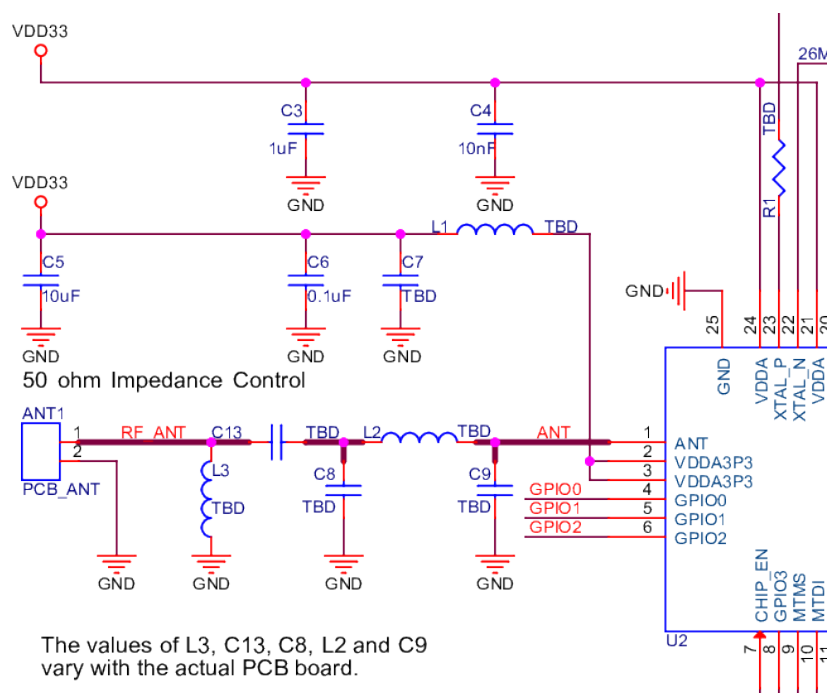 VDD33
26M
C3
1uF
GND
C4
10nF
GND
TBD
R1
VDD33
L1
TBD
C5
10uF
GND
C6
0.1uF
GND
C7
TBD
GND
GND
25
24
23
22
21
20
GND
VDDA
XTAL_P
XTAL_N
VDDA
50 ohm Impedance Control
ANT1
1
2
PCB_ANT
RF_ANT
C13
TBD
L2
TBD
ANT
L3
TBD
C8
TBD
C9
TBD
GND
GND
GND
GND
GPIO0
GPIO1
GPIO2
1
2
3
4
5
6
ANT
VDDA3P3
VDDA3P3
GPIO0
GPIO1
GPIO2
CHIP_EN
GPIO3
MTMS
MTDI
U2
7
8
9
10
11
The values of L3, C13, C8, L2 and C9
vary with the actual PCB board.